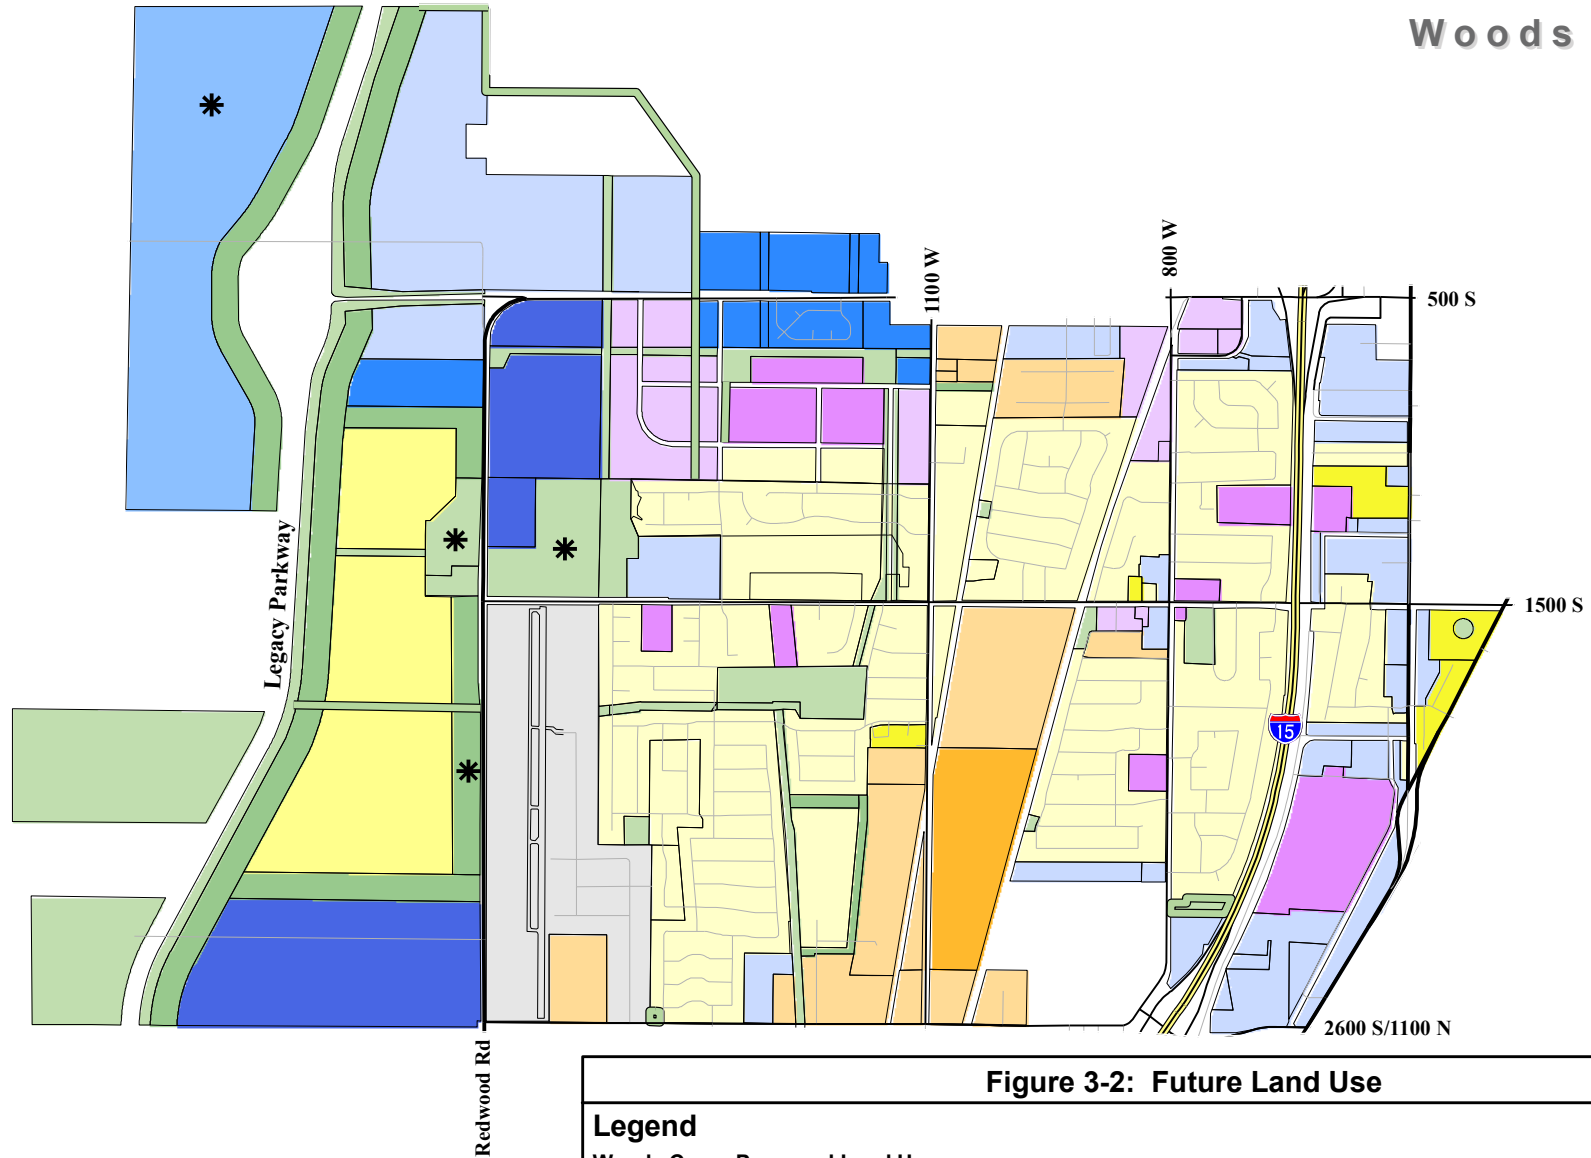 Woods
800 W
1100 W
500 S
Legacy Parkway
1500 S
15
2600 S/1100 N
Redwood Rd
Figure 3-2: Future Land Use
Legend